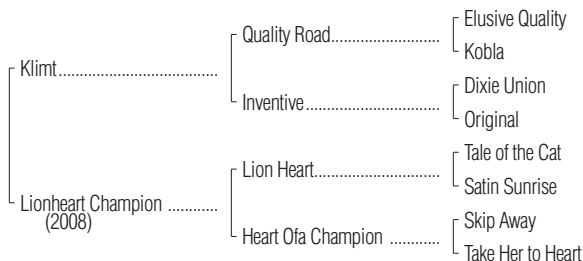 Elusive Quality
Quality Road
Kobla
Klimt
Dixie Union
Inventive
Original
Tale of the Cat
Lion Heart
Satin Sunrise
Lionheart Champion
(2008)
Skip Away
Heart Ofa Champion
Take Her to Heart